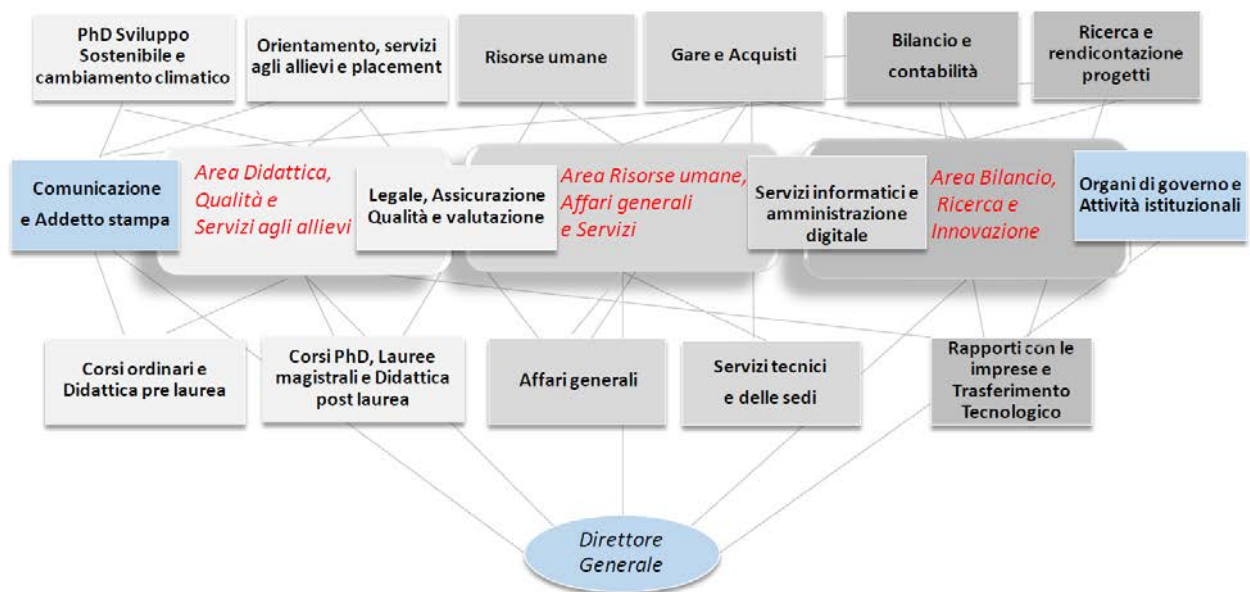 PhD Sviluppo
Sostenibile e
cambiamento climatico
Orientamento, servizi
agli allievi e placement
Risorse umane
Gare e Acquisti
Bilancio e
contabilità
Ricerca e
rendicontazione
progetti
Comunicazione
e Addetto stampa
Area Didattica,
Qualità e
Servizi agli allievi
Legale, Assicurazione
Qualità e valutazione
Area Risorse umane,
Affari generali
e Servizi
Servizi informatici e
amministrazione
digitale
Area Bilancio,
Ricerca e
Innovazione
Organi di governo e
Attività istituzionali
Corsi ordinari e
Didattica pre laurea
Corsi PhD, Lauree
magistrali e Didattica
post laurea
Affari generali
Servizi tecnici
e delle sedi
Rapporti con le
imprese e
Trasferimento
Tecnologico
Direttore
Generale